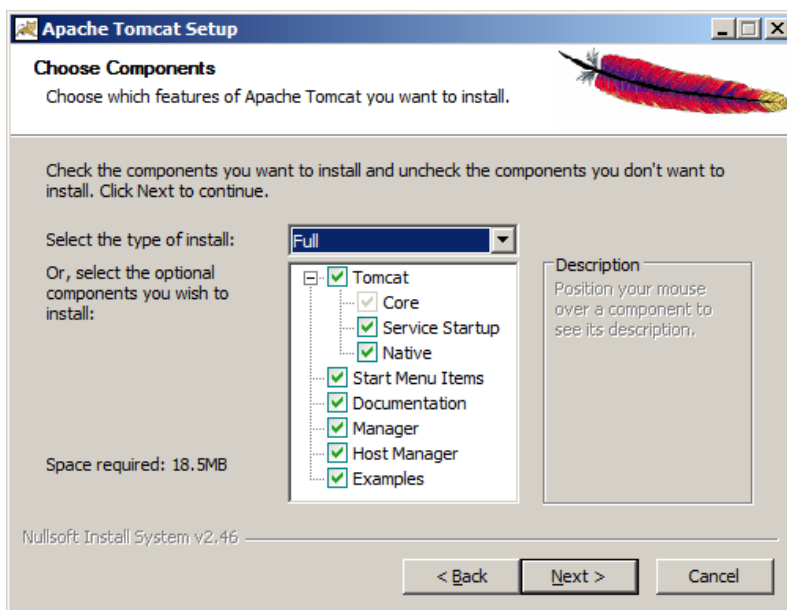 Apache Tomcat Setup
Choose Components
Choose which features of Apache Tomcat you want to install.
Check the components you want to install and uncheck the components you don't want to
install. Click Next to continue.
Select the type of install:
Full
Or, select the optional
components you wish to
install:
Tomcat
Core
Service Startup
Native
Start Menu Items
Documentation
Manager
Host Manager
Examples
Description
Position your mouse
over a component to
see its description.
Space required: 18.5MB
Nullsoft Install System v2.46
< Back
Next >
Cancel